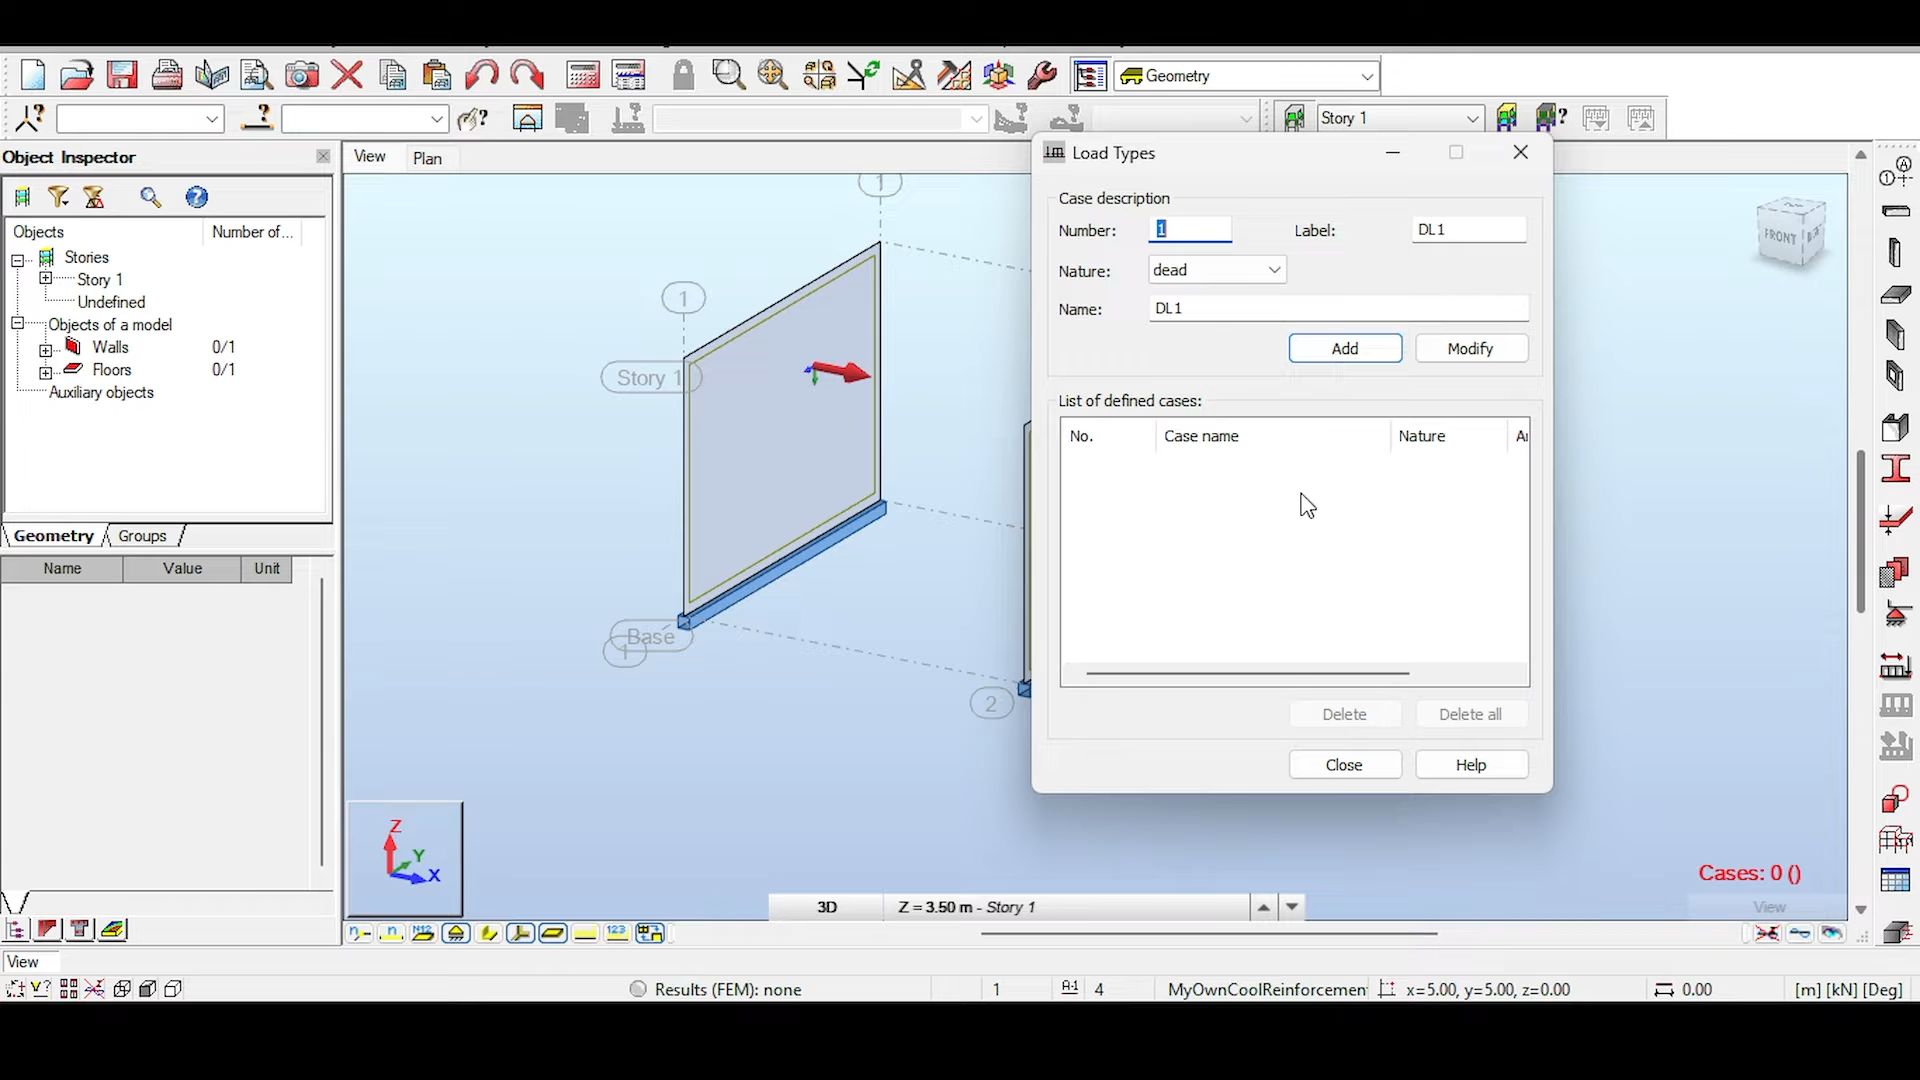 Geometry
Story 1
Object Inspector
View
Plan
Objects
Number of...
Stories
Story 1
Undefined
Objects of a model
Walls
0/1
Floors
0/1
Auxiliary objects
Geometry
Groups
Name
Value
Unit
1
1
Story 1
Base
1
2
FRONT
Load Types
Case description
Number:
1
Label:
DL1
Nature:
dead
Name:
DL1
Add
Modify
List of defined cases:
No.
Case name
Nature
Delete
Delete all
Close
Help
Z
Y
X
Cases: 0 ()
3D
Z = 3.50 m - Story 1
View
View
Results (FEM): none
1
4
MyOwnCoolReinforcement
x=5.00, y=5.00, z=0.00
0.00
[m] [kN] [Deg]